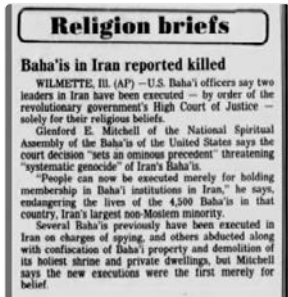 Religion briefs
Baha'is in Iran reported killed
WILMETTE, Ill. (AP) —U.S. Baha'i officers say two
leaders in Iran have been executed — by order of the
revolutionary government's High Court of Justice —
solely for their religious beliefs.
Glenford E. Mitchell of the National Spiritual
Assembly of the Baha'is of the United States says the
court decision "sets an ominous precedent" threatening
"systematic genocide" of Iran's Baha'is.
"People can now be executed merely for holding
membership in Baha'i institutions in Iran," he says,
endangering the lives of the 4,500 Baha'is in that
country, Iran's largest non-Moslem minority.
Several Baha'is previously have been executed in
Iran on charges of spying, and others abducted along
with confiscation of Baha'i property and demolition of
its holiest shrine and private dwellings, but Mitchell
says the new executions were the first merely for
belief.